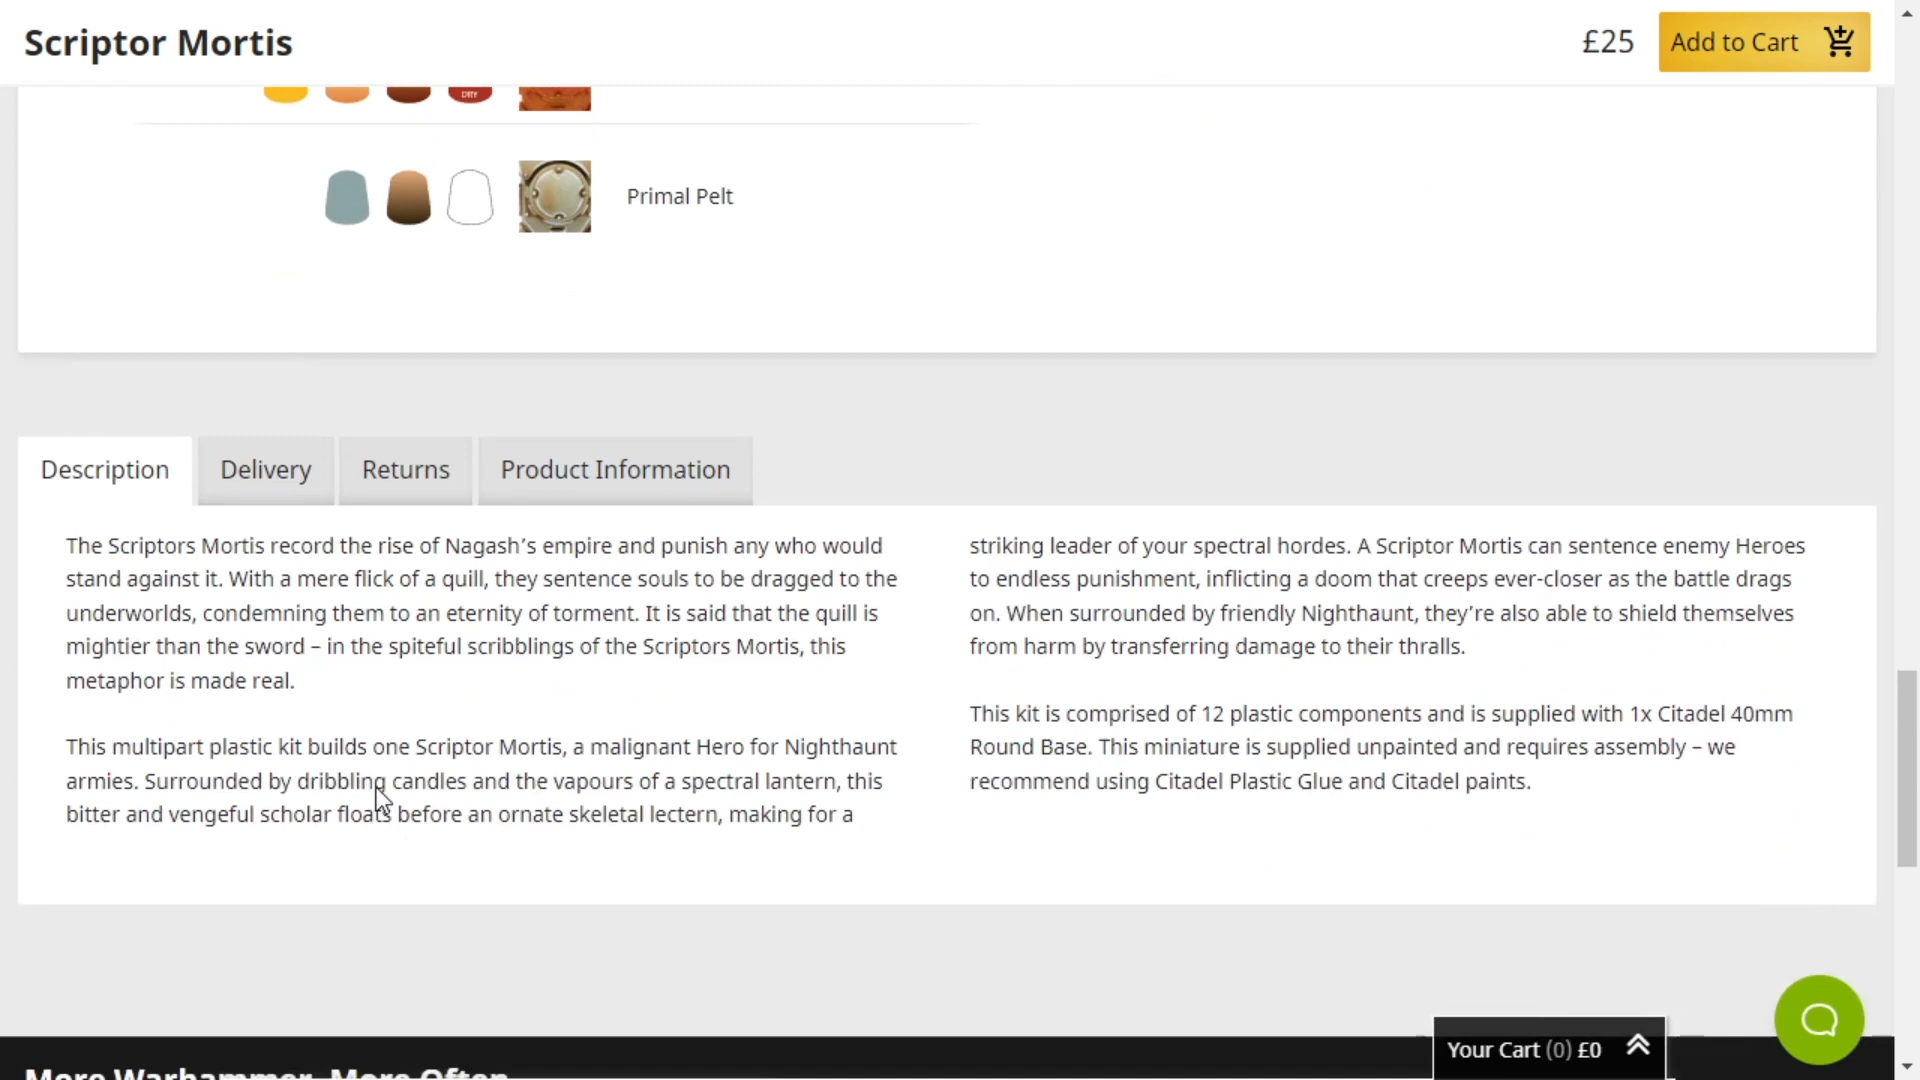 Scriptor Mortis
£25
Add to Cart
DRY
Primal Pelt
Description
Delivery
Returns
Product Information
The Scriptors Mortis record the rise of Nagash’s empire and punish any who would
stand against it. With a mere flick of a quill, they sentence souls to be dragged to the
underworlds, condemning them to an eternity of torment. It is said that the quill is
mightier than the sword – in the spiteful scribblings of the Scriptors Mortis, this
metaphor is made real.
This multipart plastic kit builds one Scriptor Mortis, a malignant Hero for Nighthaunt
armies. Surrounded by dribbling candles and the vapours of a spectral lantern, this
bitter and vengeful scholar floats before an ornate skeletal lectern, making for a
striking leader of your spectral hordes. A Scriptor Mortis can sentence enemy Heroes
to endless punishment, inflicting a doom that creeps ever-closer as the battle drags
on. When surrounded by friendly Nighthaunt, they’re also able to shield themselves
from harm by transferring damage to their thralls.
This kit is comprised of 12 plastic components and is supplied with 1x Citadel 40mm
Round Base. This miniature is supplied unpainted and requires assembly – we
recommend using Citadel Plastic Glue and Citadel paints.
Your Cart (0) £0
More Warhammer. More Often